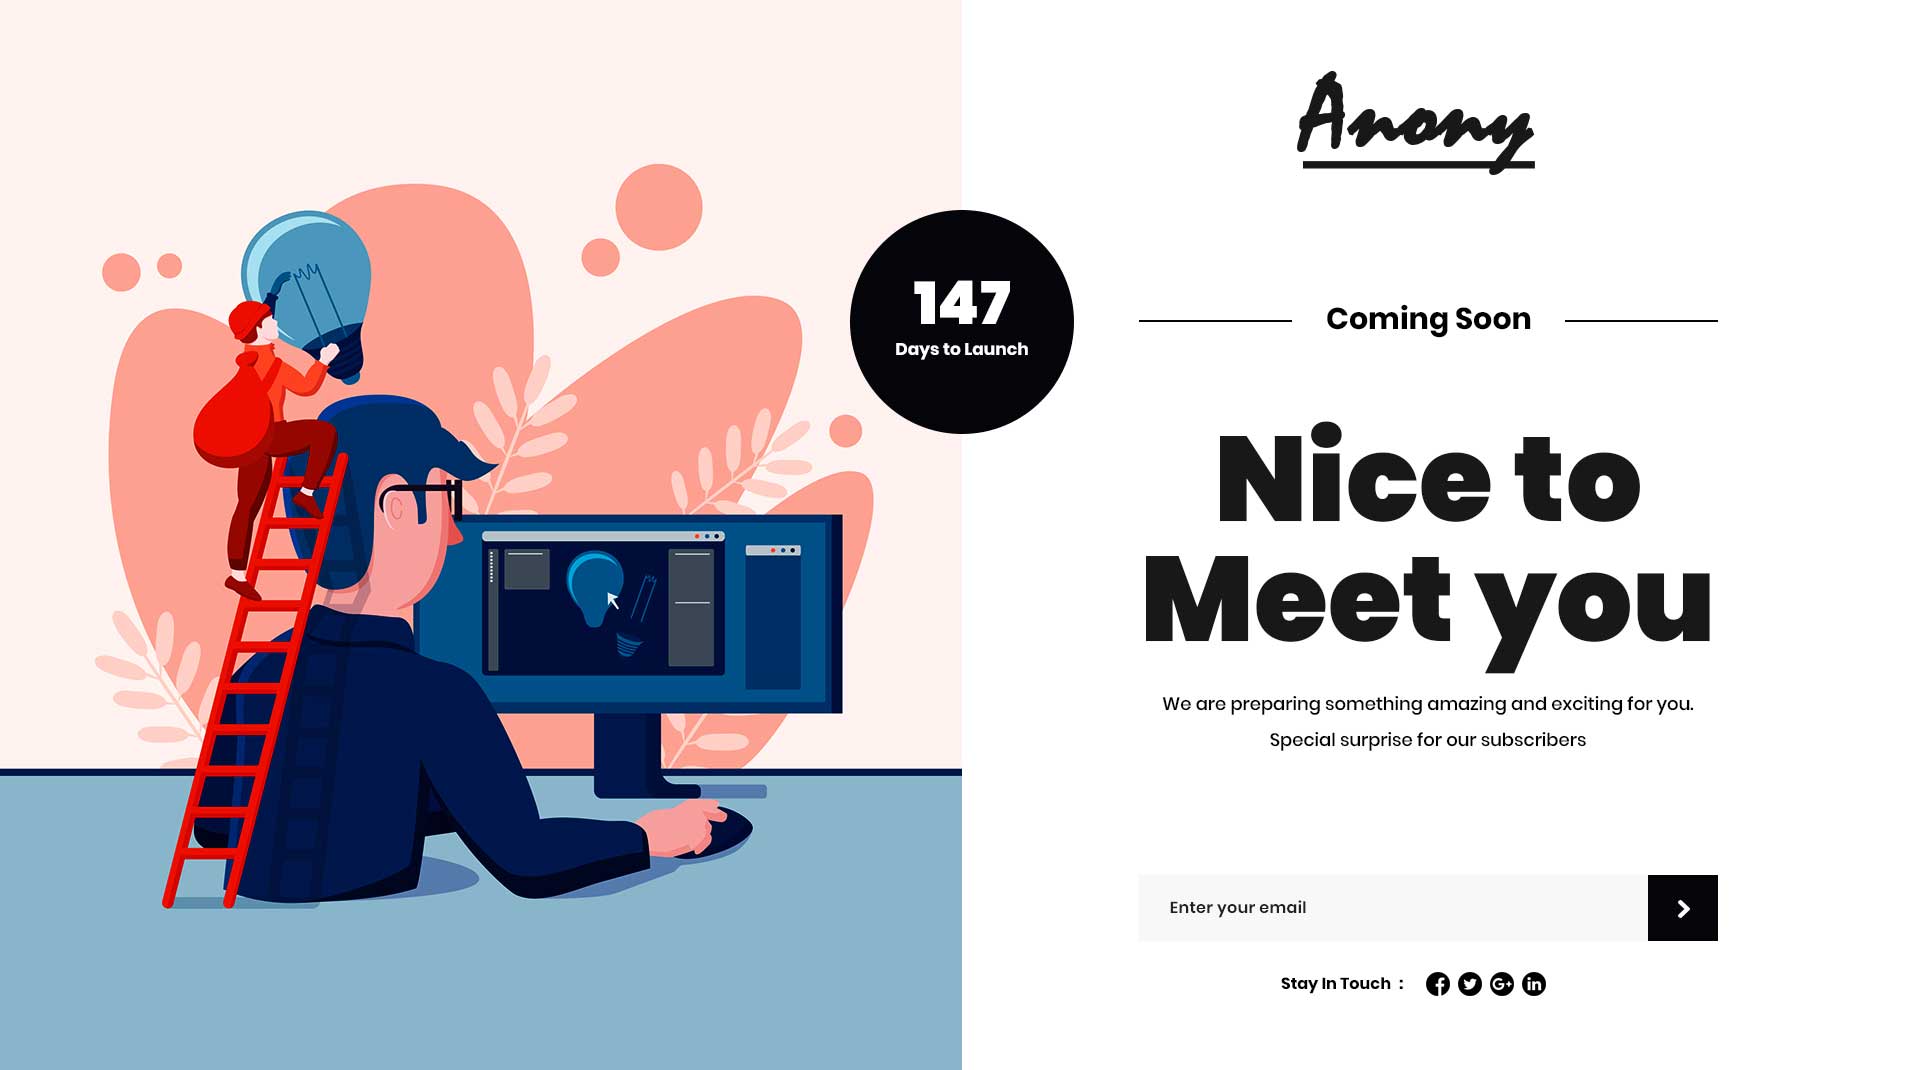 Anony
147
Days to Launch
Coming Soon
Nice to
Meet you
We are preparing something amazing and exciting for you.
Special surprise for our subscribers
Enter your email
Stay In Touch :